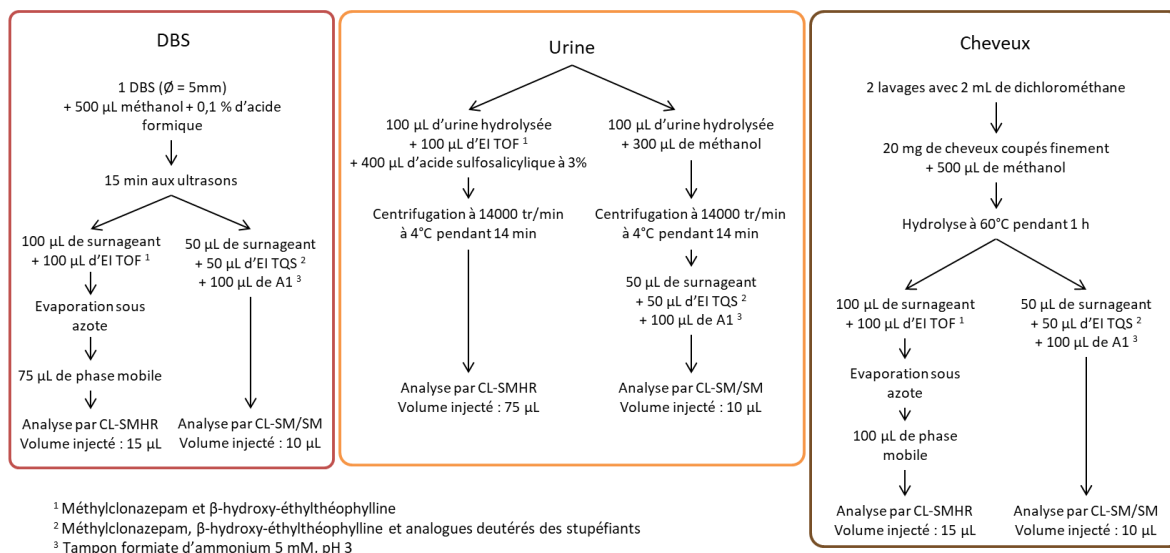 DBS
1 DBS (Ø = 5mm)
+ 500 µL méthanol + 0,1 % d'acide
formique
15 min aux ultrasons
100 µL de surnageant
+ 100 µL d'EI TOF ¹
Evaporation sous
azote
75 µL de phase mobile
Analyse par CL-SMHR
Volume injecté : 15 µL
50 µL de surnageant
+ 50 µL d'EI TQS ²
+ 100 µL de A1 ³
Analyse par CL-SM/SM
Volume injecté : 10 µL
Urine
100 µL d'urine hydrolysée
+ 100 µL d'EI TOF ¹
+ 400 µL d'acide sulfosalicylique à 3%
Centrifugation à 14000 tr/min
à 4°C pendant 14 min
Analyse par CL-SMHR
Volume injecté : 75 µL
100 µL d'urine hydrolysée
+ 300 µL de méthanol
Centrifugation à 14000 tr/min
à 4°C pendant 14 min
50 µL de surnageant
+ 50 µL d'EI TQS ²
+ 100 µL de A1 ³
Analyse par CL-SM/SM
Volume injecté : 10 µL
Cheveux
2 lavages avec 2 mL de dichlorométhane
20 mg de cheveux coupés finement
+ 500 µL de méthanol
Hydrolyse à 60°C pendant 1 h
100 µL de surnageant
+ 100 µL d'EI TOF ¹
Evaporation sous
azote
100 µL de phase
mobile
Analyse par CL-SMHR
Volume injecté : 15 µL
50 µL de surnageant
+ 50 µL d'EI TQS ²
+ 100 µL de A1 ³
Analyse par CL-SM/SM
Volume injecté : 10 µL
¹ Méthylclonazepam et β-hydroxy-éthylthéophylline
² Méthylclonazepam, β-hydroxy-éthylthéophylline et analogues deutérés des stupéfiants
³ Tampon formiate d'ammonium 5 mM, pH 3